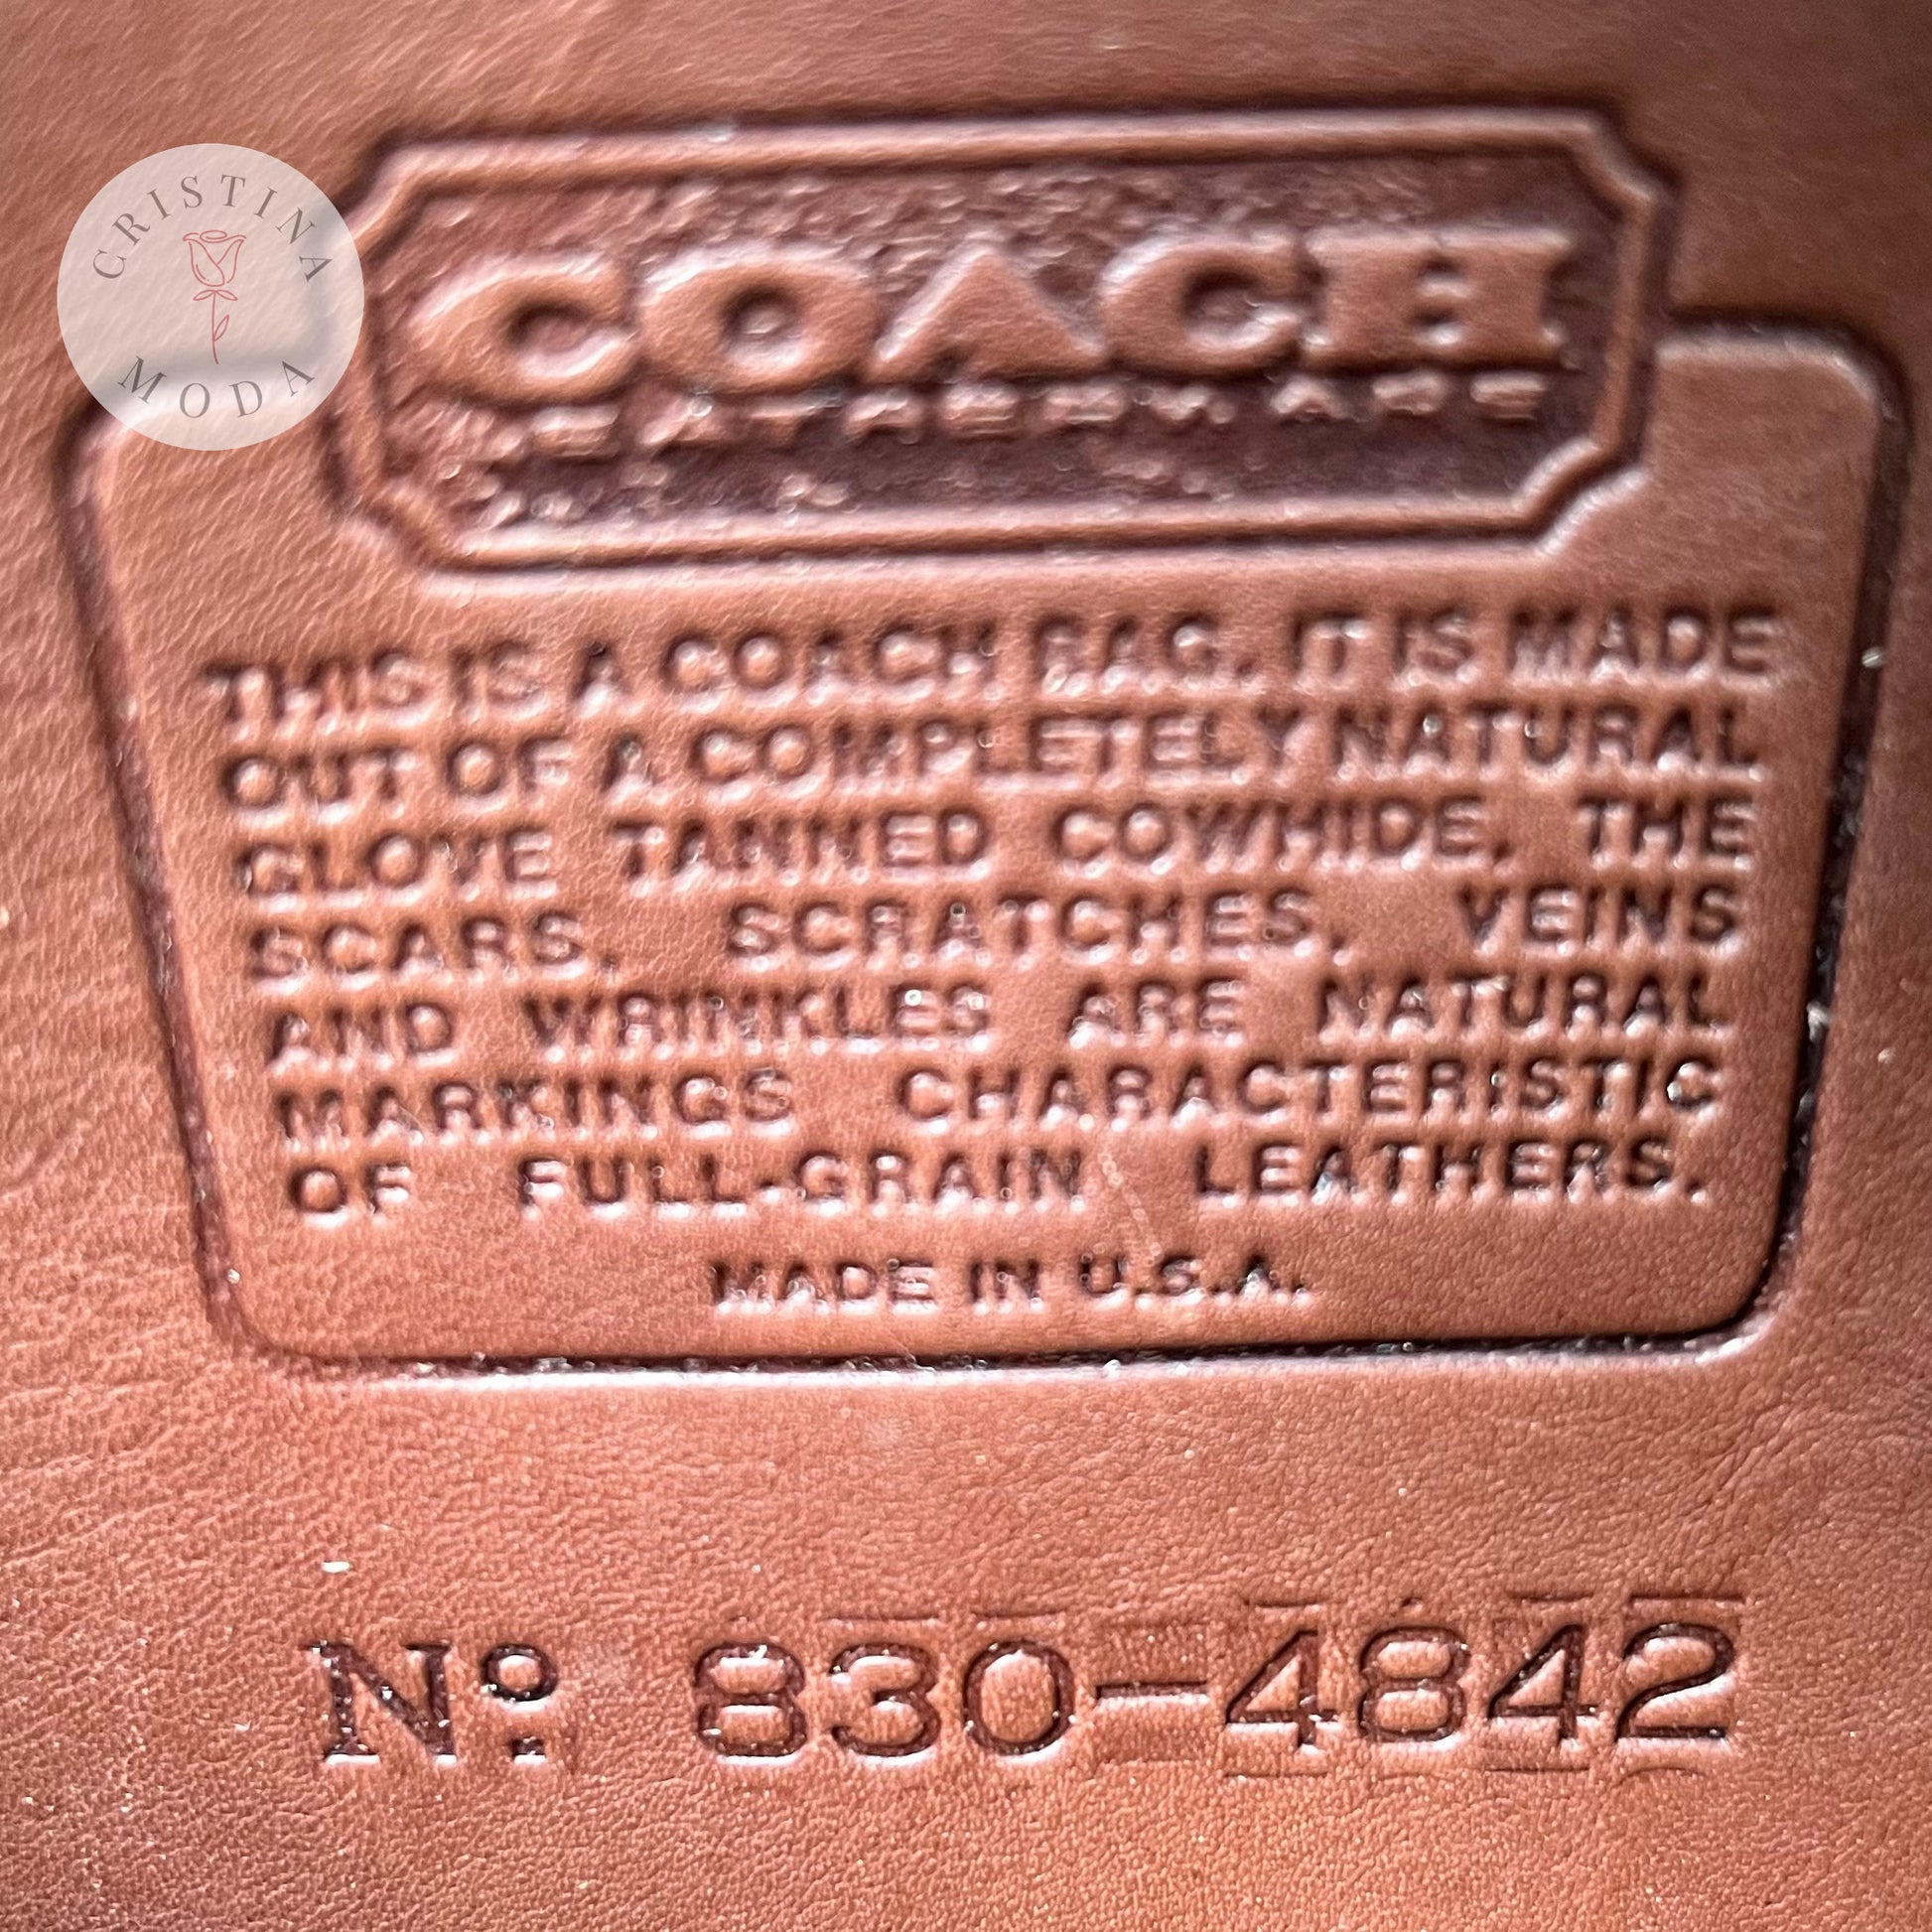 CRISTINA
MODA
COACH
LEATHERWARE
THIS IS A COACH BAG. IT IS MADE
OUT OF A COMPLETELY NATURAL
GLOVE TANNED COWHIDE. THE
SCARS, SCRATCHES, VEINS
AND WRINKLES ARE NATURAL
MARKINGS CHARACTERISTIC
OF FULL-GRAIN LEATHERS.
MADE IN U.S.A.
Nº 830-4842